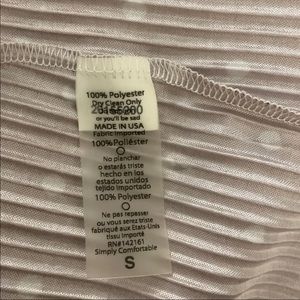 100% Polyester
Dry Clean Only
or you'll be sad
MADE IN USA
Fabric Imported
100% Poliéster
No planchar
o estarás triste
hecho en los
estados unidos
tejido importado
100% Polyester
Ne pas repasser
ou vous serez triste
fabriqué aux Etats-Unis
tissu importé
RN#142161
Simply Comfortable
S